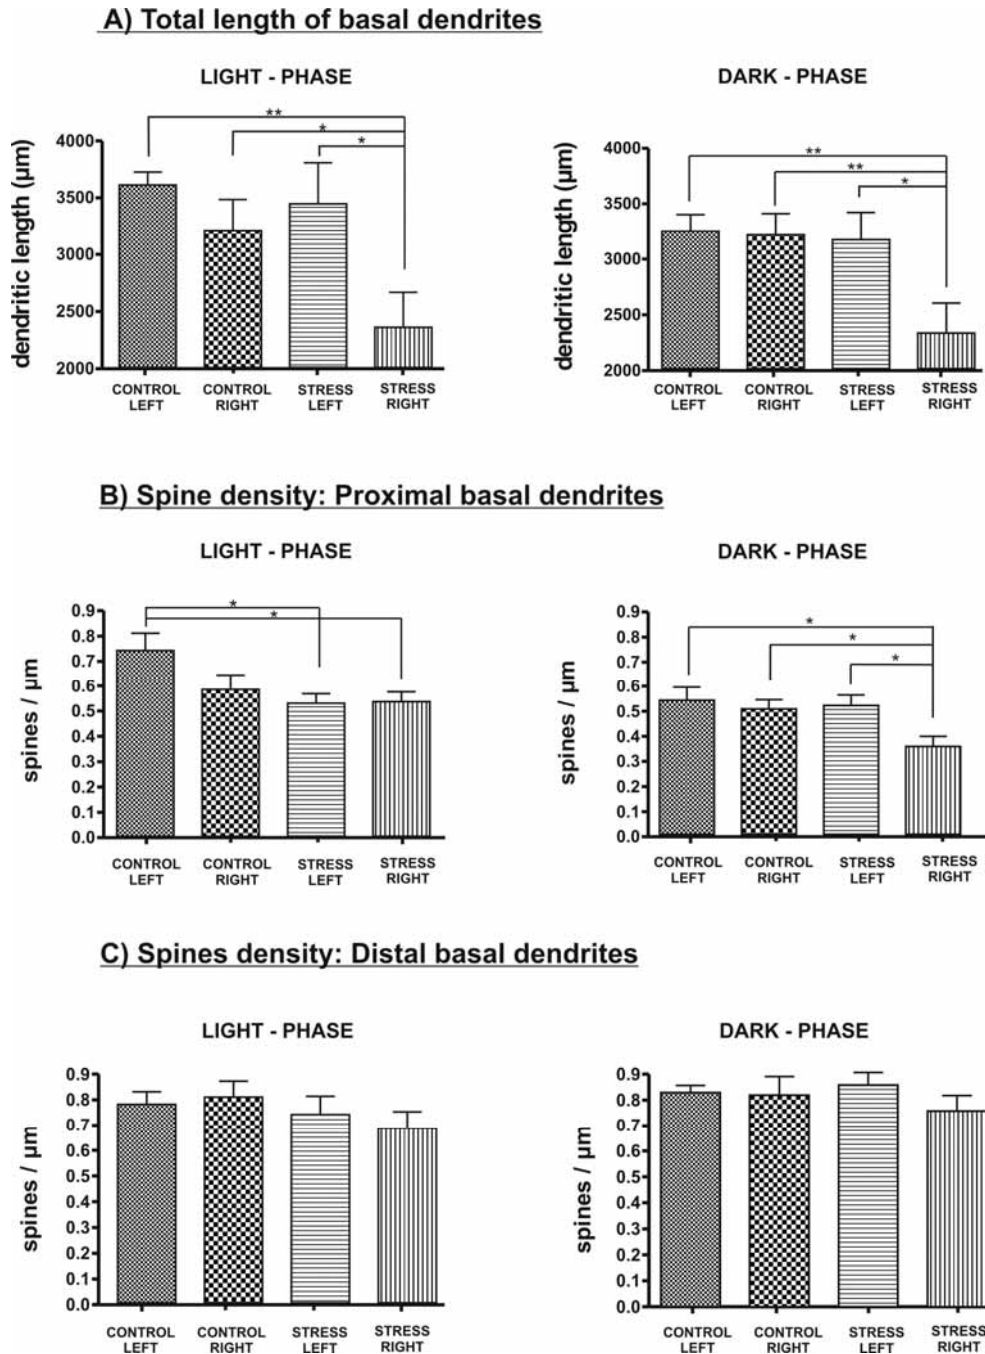 A) Total length of basal dendrites
LIGHT - PHASE
dendritic length (µm)
4000
3500
3000
2500
2000
**
*
*
CONTROL LEFT
CONTROL RIGHT
STRESS LEFT
STRESS RIGHT
DARK - PHASE
dendritic length (µm)
4000
3500
3000
2500
2000
**
**
*
CONTROL LEFT
CONTROL RIGHT
STRESS LEFT
STRESS RIGHT
B) Spine density: Proximal basal dendrites
LIGHT - PHASE
spines / µm
0.9
0.8
0.7
0.6
0.5
0.4
0.3
0.2
0.1
0.0
*
*
CONTROL LEFT
CONTROL RIGHT
STRESS LEFT
STRESS RIGHT
DARK - PHASE
spines / µm
0.9
0.8
0.7
0.6
0.5
0.4
0.3
0.2
0.1
0.0
*
*
*
CONTROL LEFT
CONTROL RIGHT
STRESS LEFT
STRESS RIGHT
C) Spines density: Distal basal dendrites
LIGHT - PHASE
spines / µm
0.9
0.8
0.7
0.6
0.5
0.4
0.3
0.2
0.1
0.0
CONTROL LEFT
CONTROL RIGHT
STRESS LEFT
STRESS RIGHT
DARK - PHASE
spines / µm
0.9
0.8
0.7
0.6
0.5
0.4
0.3
0.2
0.1
0.0
CONTROL LEFT
CONTROL RIGHT
STRESS LEFT
STRESS RIGHT